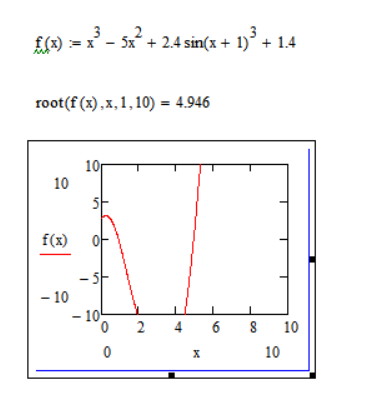 f(x) := x³ − 5x² + 2.4 sin(x + 1)³ + 1.4
root(f(x),x,1,10) = 4.946
10
10
5
f(x)
0
−5
−10
−10
0 2 4 6 8 10
0 x 10